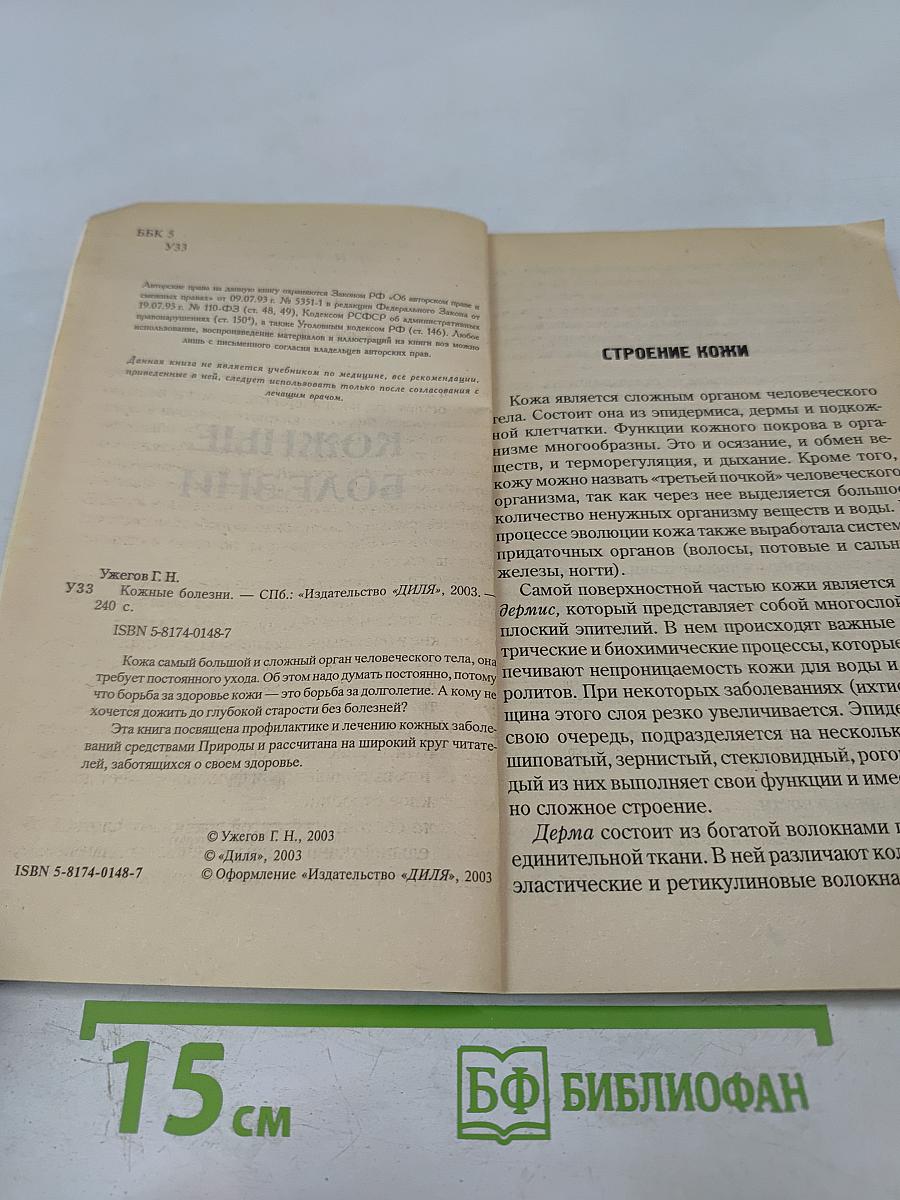 ББК 5
У33
Авторские права на данную книгу охраняются Законом РФ «Об авторском праве и
смежных правах» от 09.07.93 г. № 5351-1 в редакции Федерального Закона от
19.07.95 г. № 110-ФЗ (ст. 48, 49), Кодексом РСФСР об административных
правонарушениях (ст. 150⁴), а также Уголовным кодексом РФ (ст. 146). Любое
использование, воспроизведение материалов и иллюстраций из книги возможно
лишь с письменного согласия владельцев авторских прав.
Данная книга не является учебником по медицине, все рекомендации,
приведенные в ней, следует использовать только после согласования с
лечащим врачом.
Ужегов Г. Н.
У33 Кожные болезни. — СПб.: «Издательство «ДИЛЯ», 2003. —
240 с.
ISBN 5-8174-0148-7
Кожа самый большой и сложный орган человеческого тела, она
требует постоянного ухода. Об этом надо думать постоянно, потому
что борьба за здоровье кожи — это борьба за долголетие. А кому не
хочется дожить до глубокой старости без болезней?
Эта книга посвящена профилактике и лечению кожных заболе-
ваний средствами Природы и рассчитана на широкий круг читате-
лей, заботящихся о своем здоровье.
© Ужегов Г. Н., 2003
© «Диля», 2003
ISBN 5-8174-0148-7 © Оформление «Издательство «ДИЛЯ», 2003
СТРОЕНИЕ КОЖИ
Кожа является сложным органом человеческого
тела. Состоит она из эпидермиса, дермы и подкож-
ной клетчатки. Функции кожного покрова в орга-
низме многообразны. Это и осязание, и обмен ве-
ществ, и терморегуляция, и дыхание. Кроме того,
кожу можно назвать «третьей почкой» человеческого
организма, так как через нее выделяется большо
количество ненужных организму веществ и воды.
процессе эволюции кожа также выработала систем
придаточных органов (волосы, потовые и сальн
железы, ногти).
Самой поверхностной частью кожи является
дермис, который представляет собой многослой
плоский эпителий. В нем происходят важные
трические и биохимические процессы, которые
печивают непроницаемость кожи для воды и
ролитов. При некоторых заболеваниях (ихтио
щина этого слоя резко увеличивается. Эпиде
свою очередь, подразделяется на нескольк
шиповатый, зернистый, стекловидный, рогов
дый из них выполняет свои функции и име
но сложное строение.
Дерма состоит из богатой волокнами
единительной ткани. В ней различают кол
эластические и ретикулиновые волокна
15 см
БФ БИБЛИОФАН